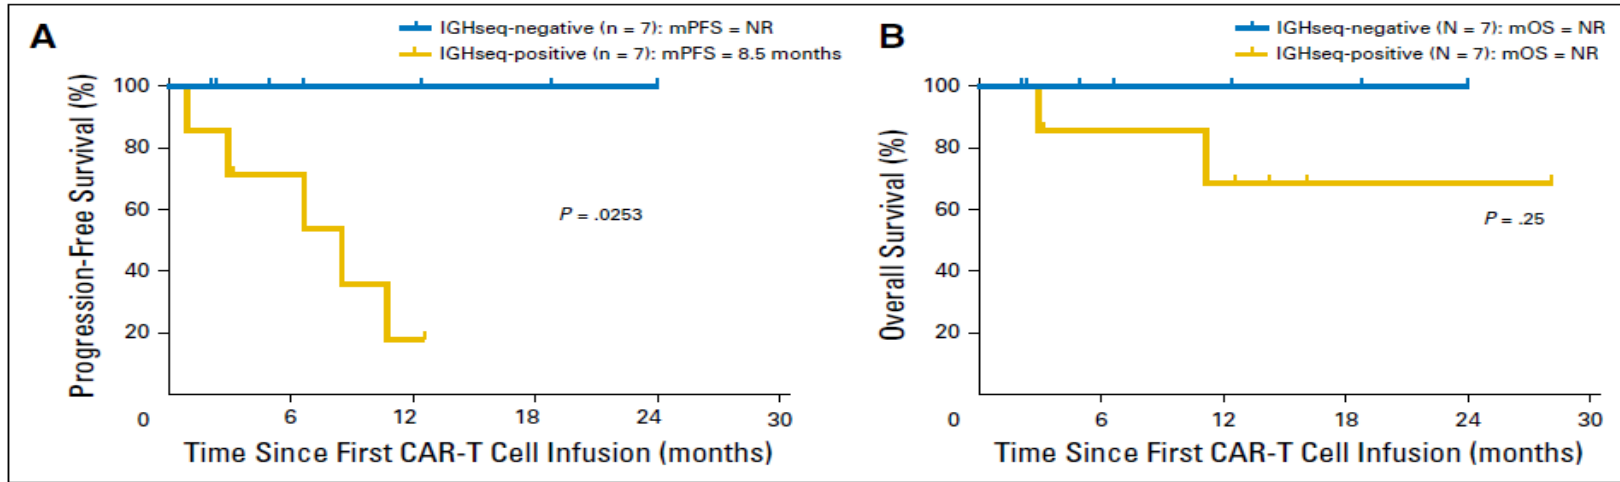 A
IGHseq-negative (n = 7): mPFS = NR
IGHseq-positive (n = 7): mPFS = 8.5 months
Progression-Free Survival (%)
100
80
60
40
20
0
P = .0253
6
12
18
24
30
Time Since First CAR-T Cell Infusion (months)
B
IGHseq-negative (N = 7): mOS = NR
IGHseq-positive (N = 7): mOS = NR
Overall Survival (%)
100
80
60
40
20
0
P = .25
6
12
18
24
30
Time Since First CAR-T Cell Infusion (months)